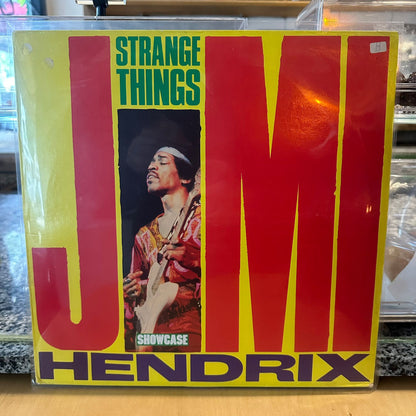 STRANGE
THINGS
JIMI
SHOWCASE
HENDRIX